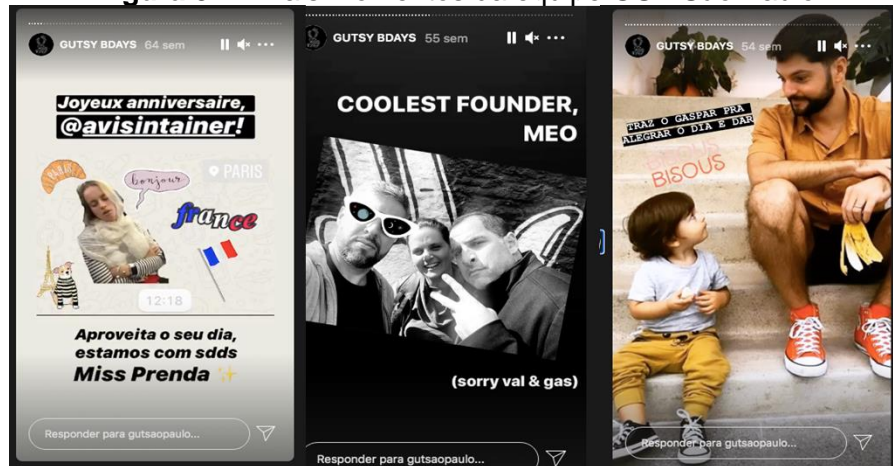 GUTSY BDAYS 64 sem
Joyeux anniversaire,
@avisintainer!
PARIS
bonjour
france
12:18
Aproveita o seu dia,
estamos com sdds
Miss Prenda
Responder para gutsaopaulo...
GUTSY BDAYS 55 sem
COOLEST FOUNDER,
MEO
(sorry val & gas)
Responder para gutsaopaulo...
GUTSY BDAYS 54 sem
TRAZ O GASPAR PRA
ALEGRAR O DIA E DAR
BISOUS
Responder para gutsaopaulo...